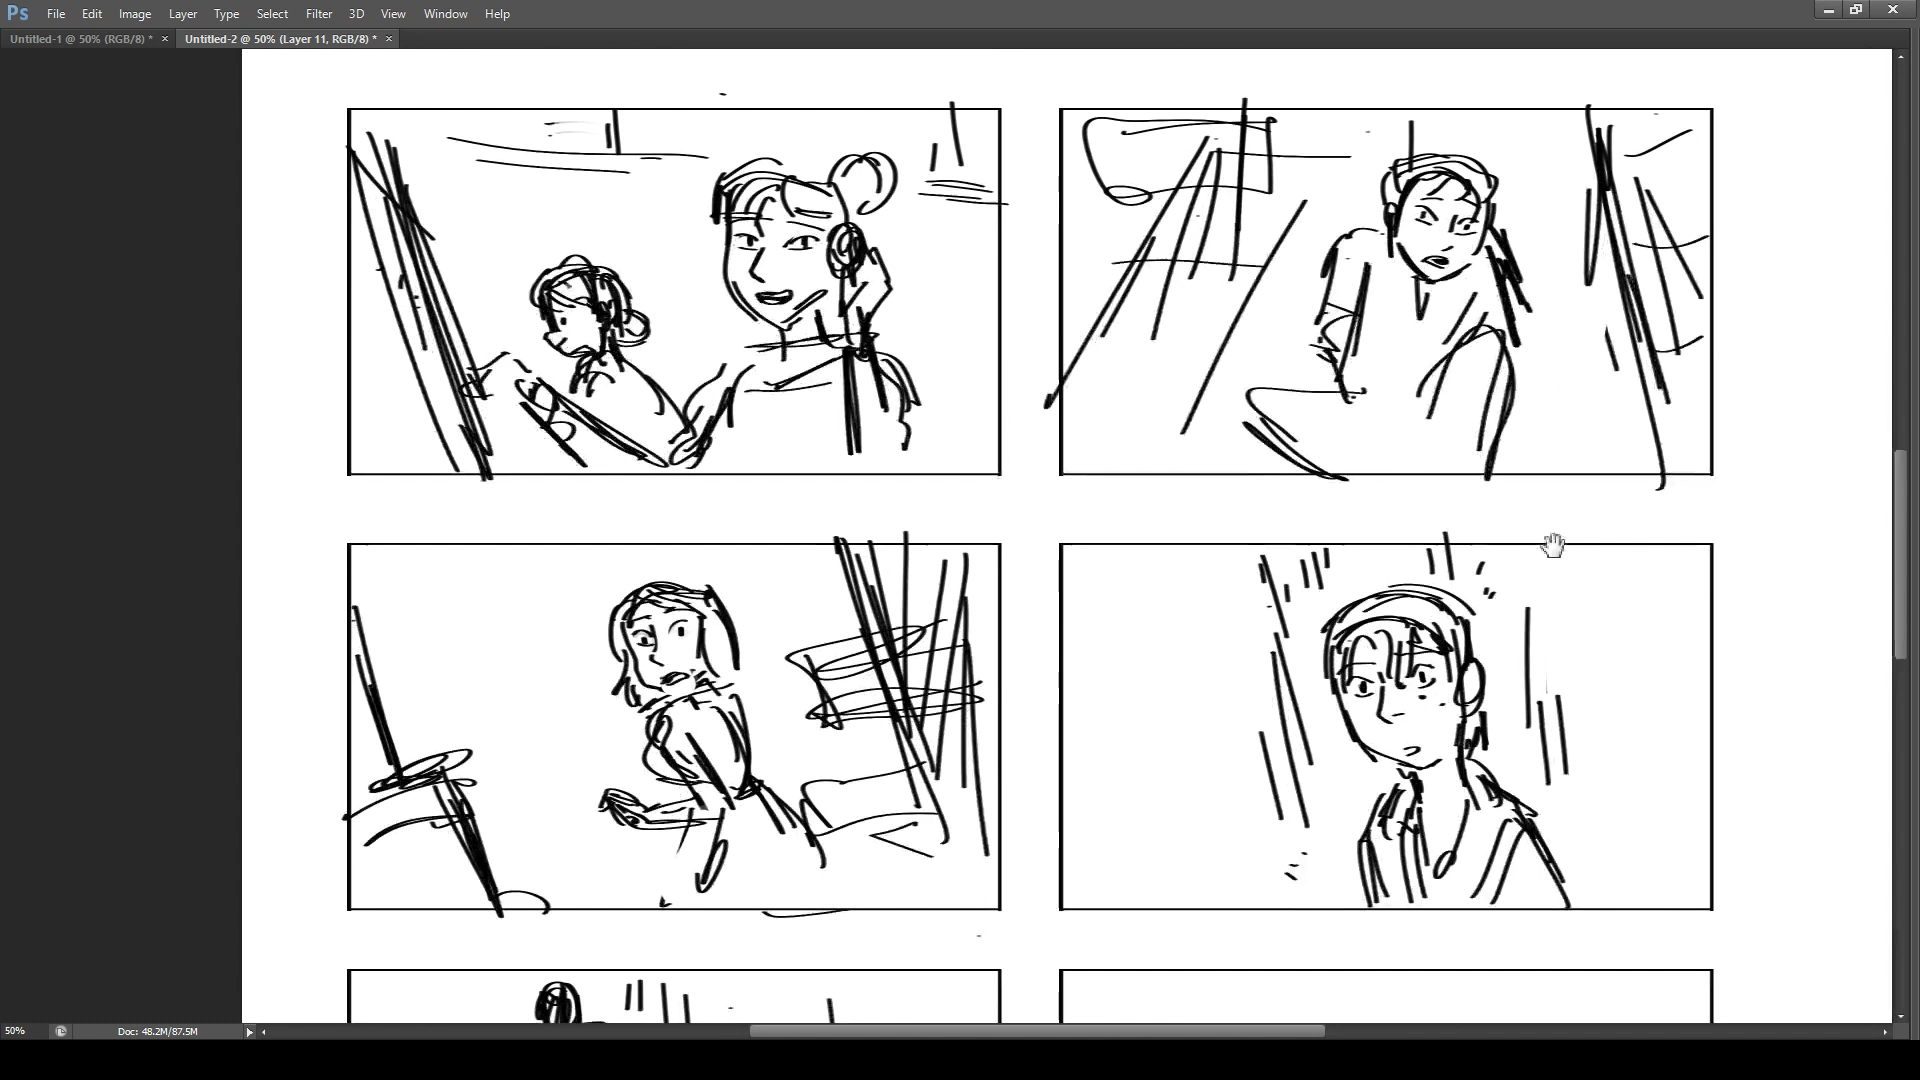 Ps File Edit Image Layer Type Select Filter 3D View Window Help
Untitled-1 @ 50% (RGB/8) * × Untitled-2 @ 50% (Layer 11, RGB/8) * ×
50% Doc: 48.2M/87.5M